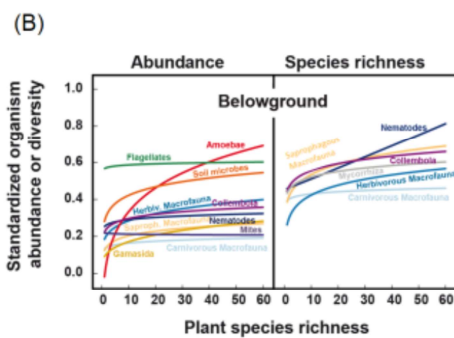 (B)
Abundance
Species richness
Belowground
Standardized organism
abundance or diversity
1.0
0.8
0.6
0.4
0.2
0.0
Amoebae
Flagellates
Soil microbes
Herbiv. Macrofauna
Collembola
Nematodes
Saproph. Macrofauna
Mites
Gamasida
Carnivorous Macrofauna
Nematodes
Saprophagous
Macrofauna
Collembola
Mycorrhiza
Herbivorous Macrofauna
Carnivorous Macrofauna
0 10 20 30 40 50 60
0 10 20 30 40 50 60
Plant species richness